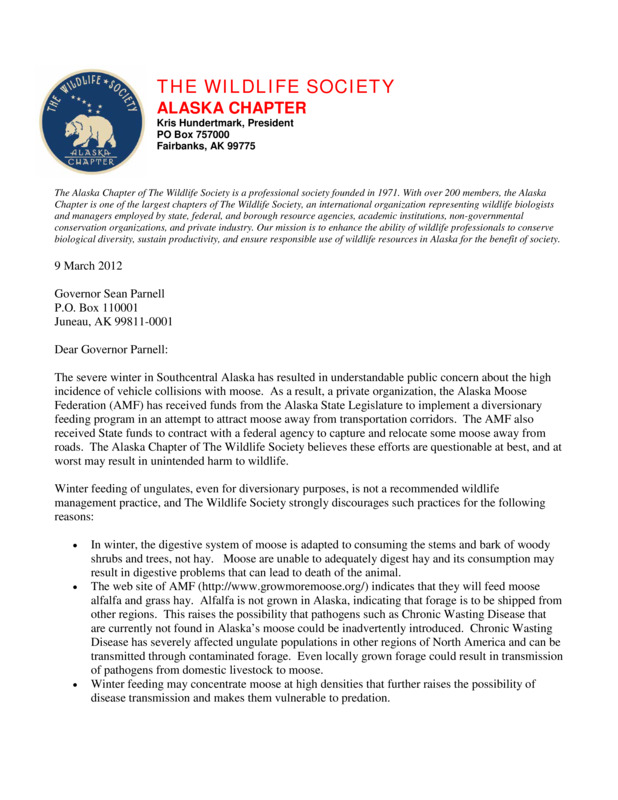 THE WILDLIFE SOCIETY
ALASKA CHAPTER
THE WILDLIFE SOCIETY
ALASKA CHAPTER
Kris Hundertmark, President
PO Box 757000
Fairbanks, AK 99775
The Alaska Chapter of The Wildlife Society is a professional society founded in 1971. With over 200 members, the Alaska
Chapter is one of the largest chapters of The Wildlife Society, an international organization representing wildlife biologists
and managers employed by state, federal, and borough resource agencies, academic institutions, non-governmental
conservation organizations, and private industry. Our mission is to enhance the ability of wildlife professionals to conserve
biological diversity, sustain productivity, and ensure responsible use of wildlife resources in Alaska for the benefit of society.
9 March 2012
Governor Sean Parnell
P.O. Box 110001
Juneau, AK 99811-0001
Dear Governor Parnell:
The severe winter in Southcentral Alaska has resulted in understandable public concern about the high
incidence of vehicle collisions with moose. As a result, a private organization, the Alaska Moose
Federation (AMF) has received funds from the Alaska State Legislature to implement a diversionary
feeding program in an attempt to attract moose away from transportation corridors. The AMF also
received State funds to contract with a federal agency to capture and relocate some moose away from
roads. The Alaska Chapter of The Wildlife Society believes these efforts are questionable at best, and at
worst may result in unintended harm to wildlife.
Winter feeding of ungulates, even for diversionary purposes, is not a recommended wildlife
management practice, and The Wildlife Society strongly discourages such practices for the following
reasons:
• In winter, the digestive system of moose is adapted to consuming the stems and bark of woody
shrubs and trees, not hay. Moose are unable to adequately digest hay and its consumption may
result in digestive problems that can lead to death of the animal.
• The web site of AMF (http://www.growmoremoose.org/) indicates that they will feed moose
alfalfa and grass hay. Alfalfa is not grown in Alaska, indicating that forage is to be shipped from
other regions. This raises the possibility that pathogens such as Chronic Wasting Disease that
are currently not found in Alaska's moose could be inadvertently introduced. Chronic Wasting
Disease has severely affected ungulate populations in other regions of North America and can be
transmitted through contaminated forage. Even locally grown forage could result in transmission
of pathogens from domestic livestock to moose.
• Winter feeding may concentrate moose at high densities that further raises the possibility of
disease transmission and makes them vulnerable to predation.